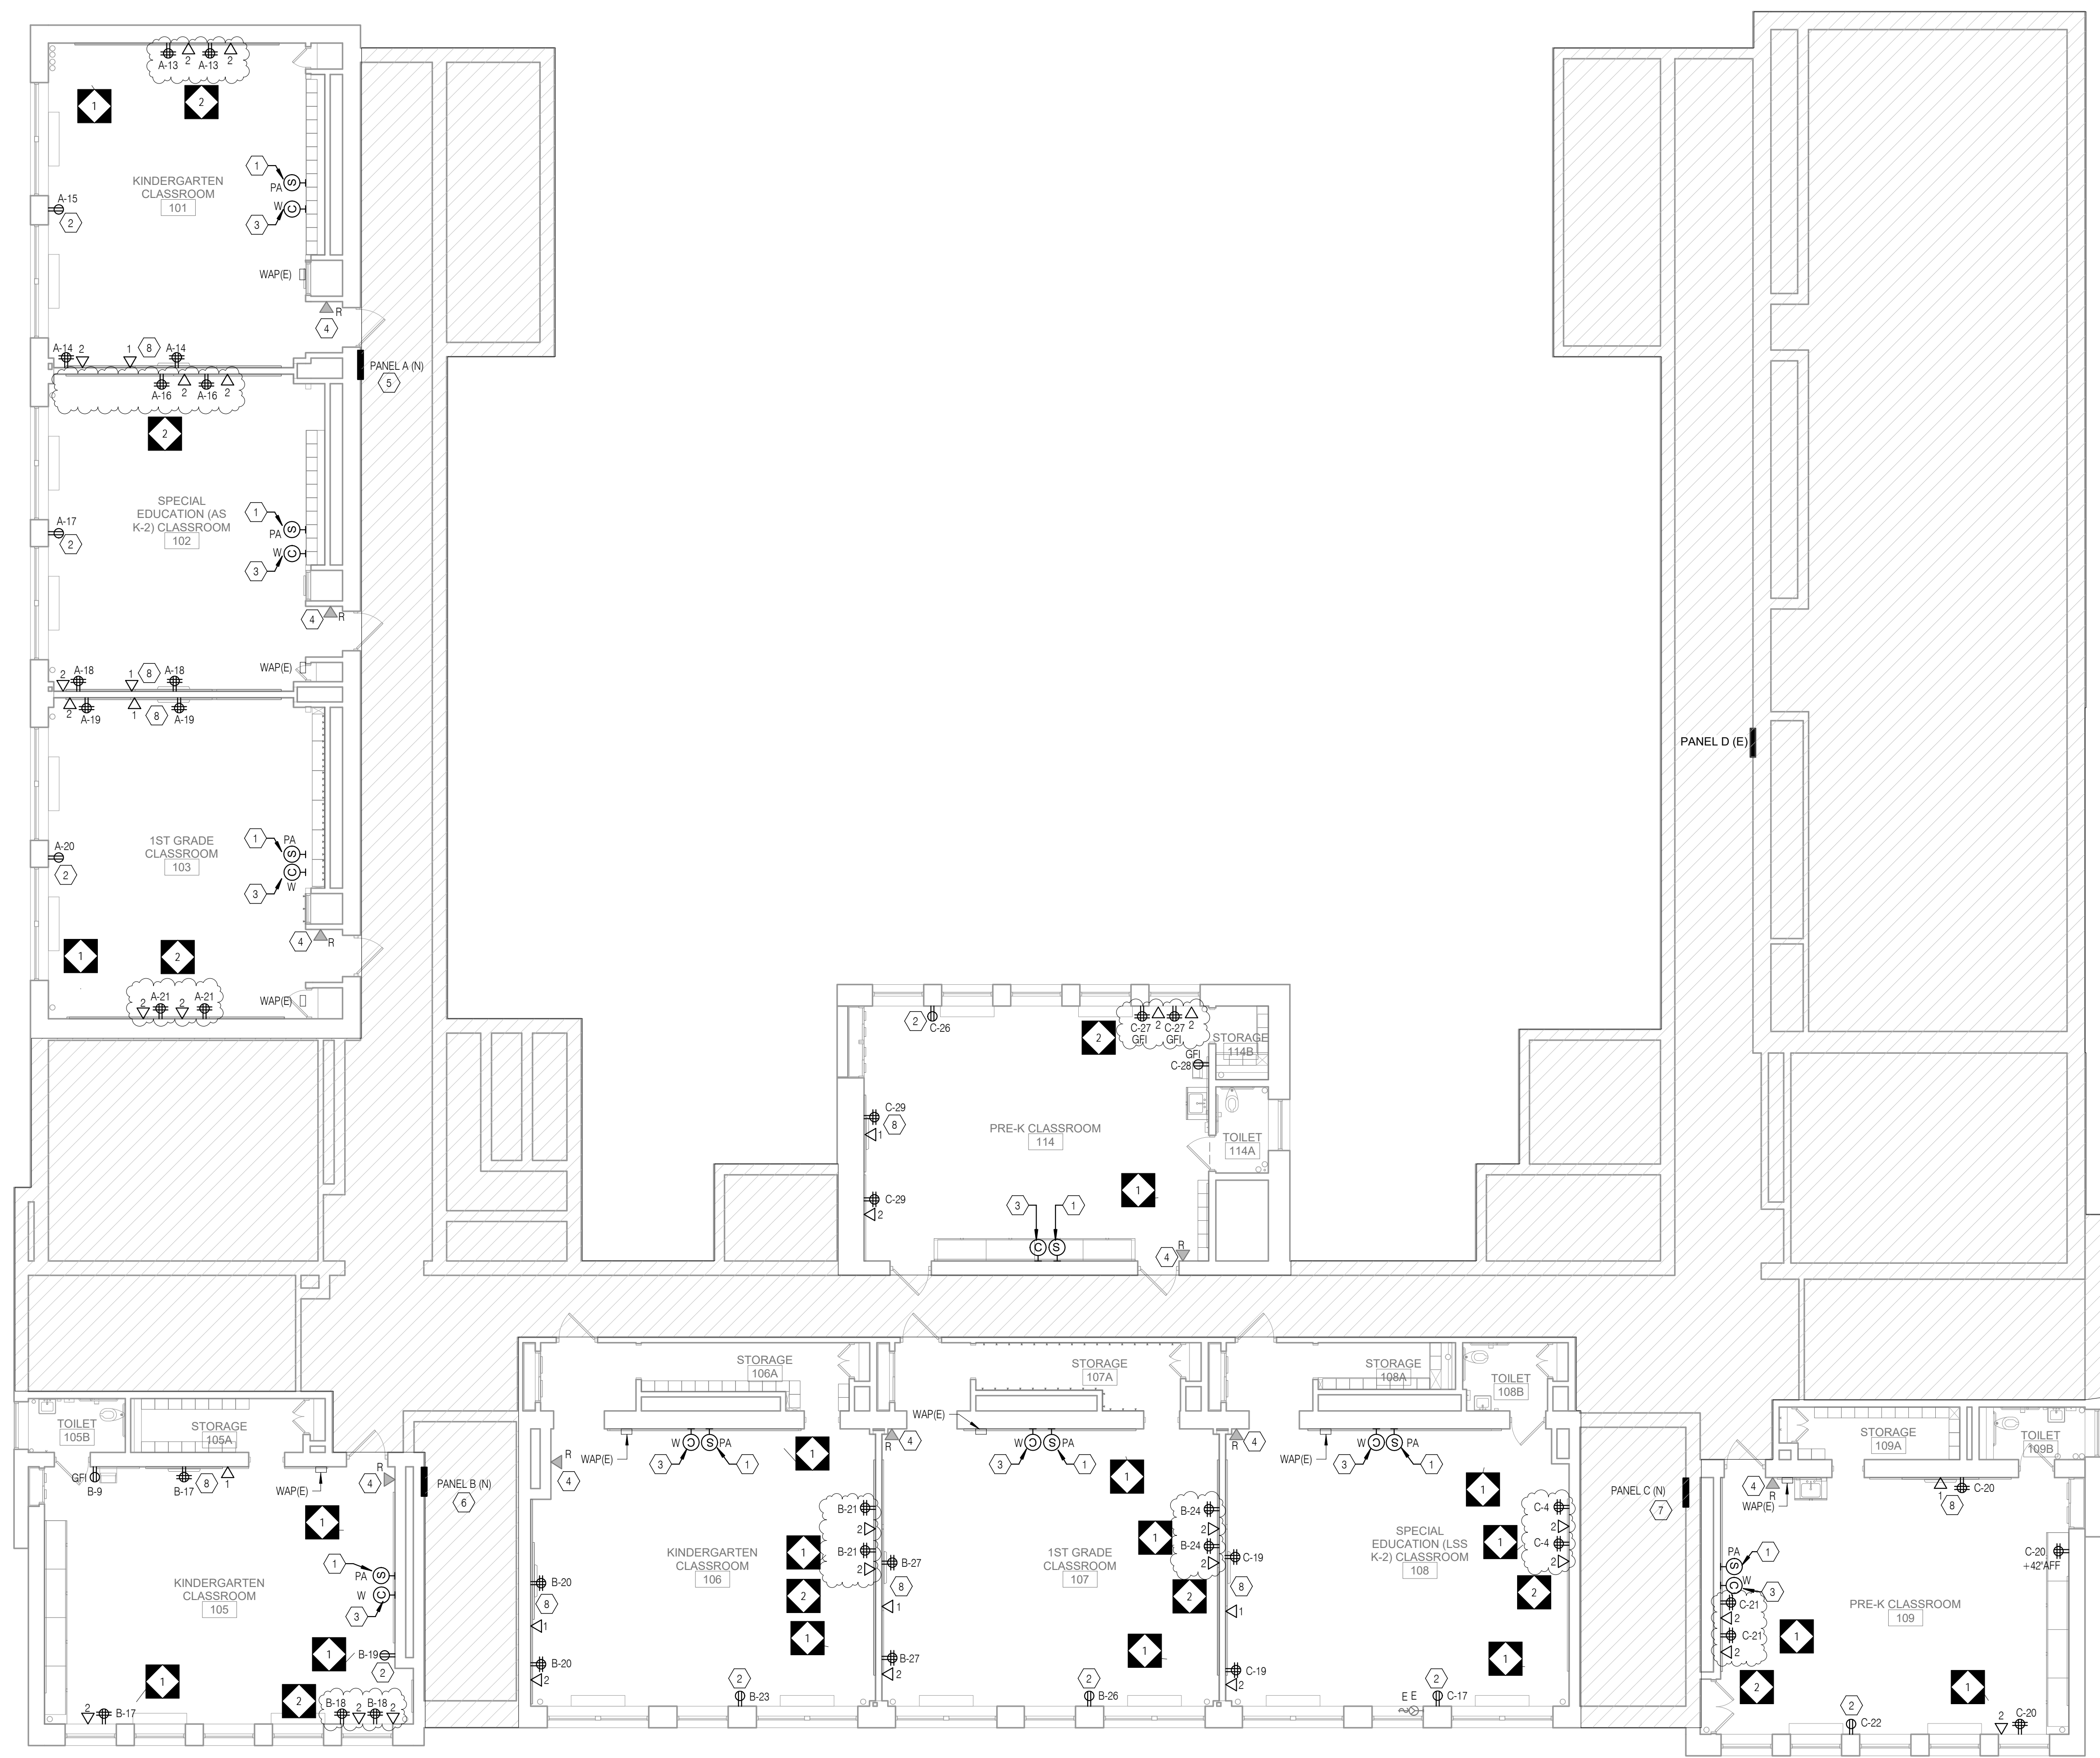 A-13 2 A-13 2
1 2
1
KINDERGARTEN
CLASSROOM
101
S
PA
W C
3
A-15
2
WAP(E)
R
4
A-14 2 1 8 A-14
PANEL A (N)
5
A-16 2 A-16 2
2
SPECIAL
EDUCATION (AS
K-2) CLASSROOM
102
1
S
PA
W C
3
A-17
2
R
4
WAP(E)
2 A-18 1 8 A-18
2 A-19 1 8 A-19
1ST GRADE
CLASSROOM
103
1
PA
S
C
W
3
A-20
2
4
R
1 2
2 A-21 2 A-21
WAP(E)
PANEL D (E)
2
C-26
2
C-27 2 C-27 2
GFI GFI
STORAGE
114B
GFI
C-28
C-29
8
1
PRE-K CLASSROOM
114
TOILET
114A
C-29
2
1
3 1
C S
R
4
TOILET
105B
STORAGE
105A
GFI
B-9
B-17
8
1
WAP(E)
R
4
PANEL B (N)
6
1
KINDERGARTEN
CLASSROOM
105
1
S
PA
W C
3
1
B-19
2
1
2
2 B-17
B-18 2 B-18 2
STORAGE
106A
R
4
WAP(E)
W C S PA
3 1
1
B-21
2
B-21
2
1
2
1
KINDERGARTEN
CLASSROOM
106
B-20
8
1
B-20
2
2
B-23
STORAGE
107A
WAP(E)
R
4
W C S PA
3 1
1
B-24
2
B-24
2
1
2
1
1ST GRADE
CLASSROOM
107
B-27
8
1
B-27
2
2
B-26
STORAGE
108A
TOILET
108B
R
4
WAP(E)
W C S PA
3 1
1
C-4
2
C-4
2
1
2
1
SPECIAL
EDUCATION (LSS
K-2) CLASSROOM
108
C-19
8
1
C-19
2
2
E E C-17
PANEL C (N)
7
STORAGE
109A
TOILET
109B
4
R
WAP(E)
1
8
C-20
C-20
+42"AFF
PA
S
1
W
C
3
C-21
2
C-21
2
1
PRE-K CLASSROOM
109
2
1
2
C-22
2 C-20